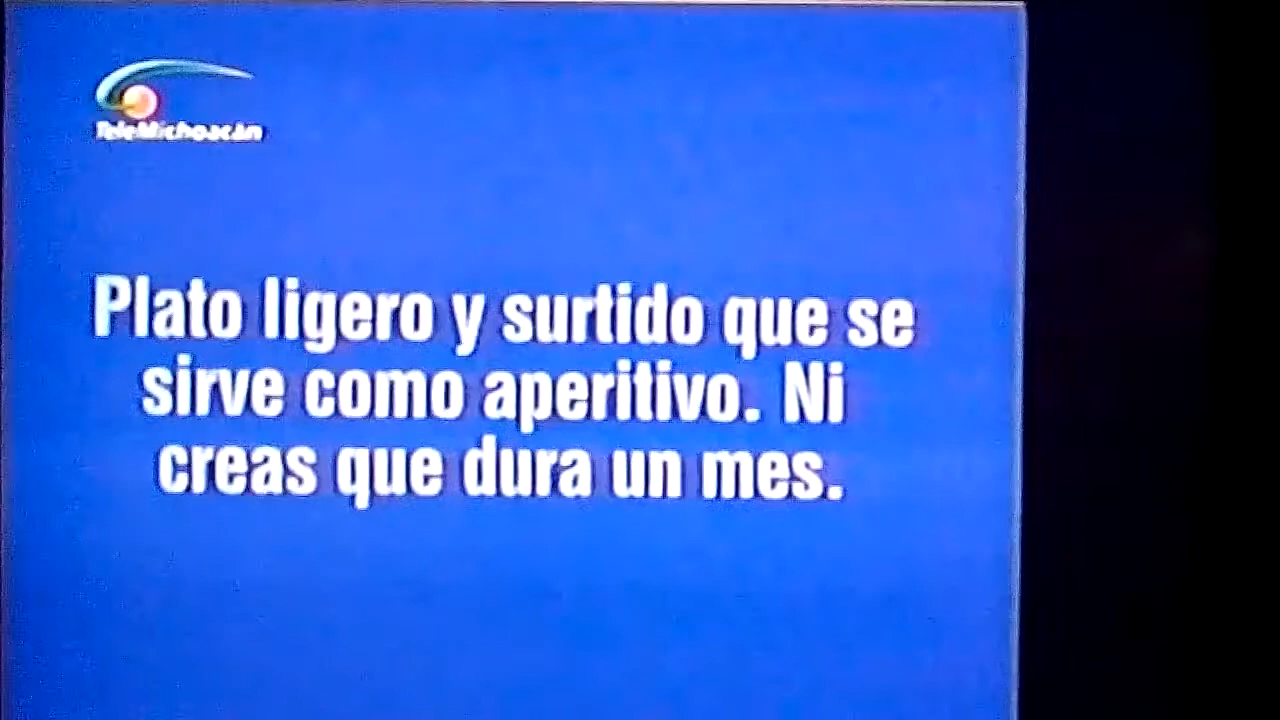 TeleMichoacán
Plato ligero y surtido que se
sirve como aperitivo. Ni
creas que dura un mes.